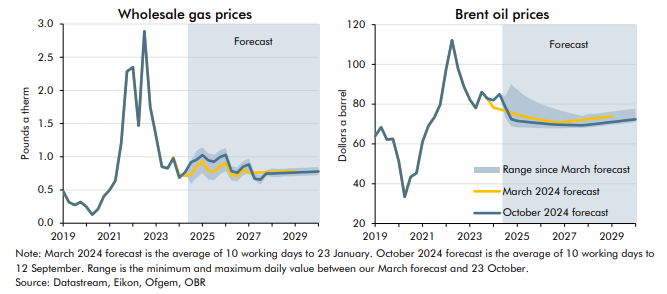 Wholesale gas prices
Pounds a therm
3.0
2.5
2.0
1.5
1.0
0.5
0.0
Forecast
2019 2021 2023 2025 2027 2029
Brent oil prices
Dollars a barrel
120
100
80
60
40
20
Forecast
Range since March forecast
March 2024 forecast
October 2024 forecast
2019 2021 2023 2025 2027 2029
Note: March 2024 forecast is the average of 10 working days to 23 January. October 2024 forecast is the average of 10 working days to
12 September. Range is the minimum and maximum daily value between our March forecast and 23 October.
Source: Datastream, Eikon, Ofgem, OBR